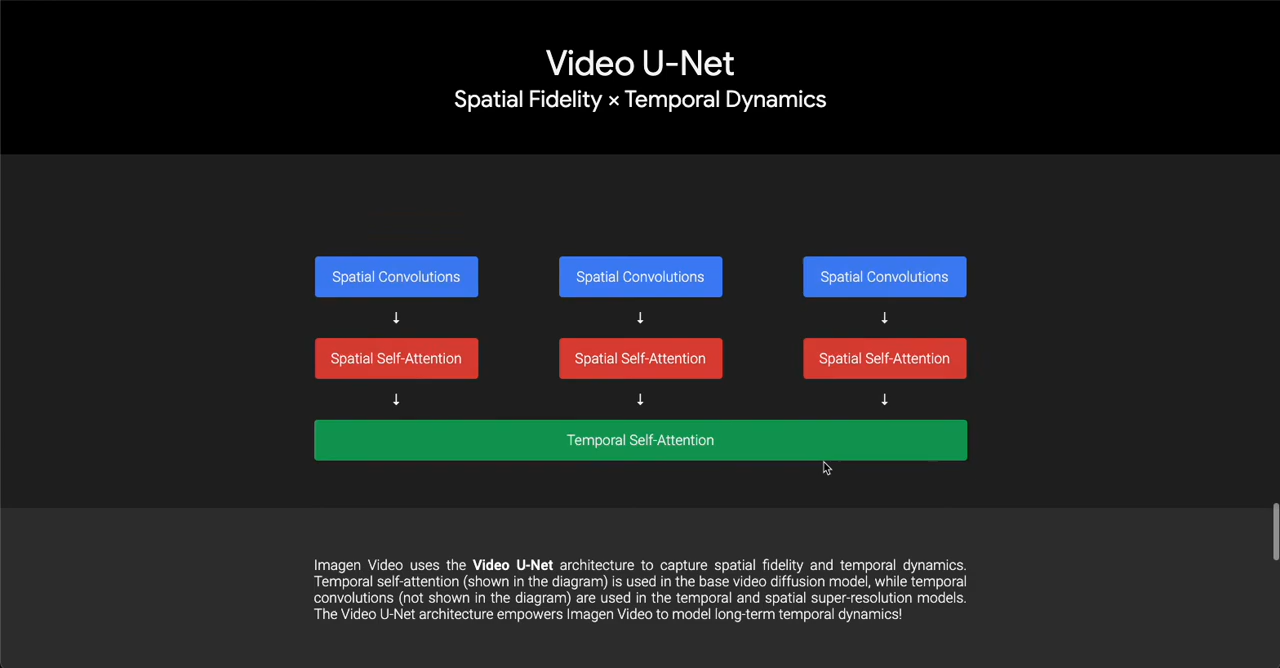 Video U-Net
Spatial Fidelity × Temporal Dynamics
Spatial Convolutions
Spatial Convolutions
Spatial Convolutions
↓ ↓ ↓
Spatial Self-Attention
Spatial Self-Attention
Spatial Self-Attention
↓ ↓ ↓
Temporal Self-Attention
Imagen Video uses the Video U-Net architecture to capture spatial fidelity and temporal dynamics.
Temporal self-attention (shown in the diagram) is used in the base video diffusion model, while temporal
convolutions (not shown in the diagram) are used in the temporal and spatial super-resolution models.
The Video U-Net architecture empowers Imagen Video to model long-term temporal dynamics!